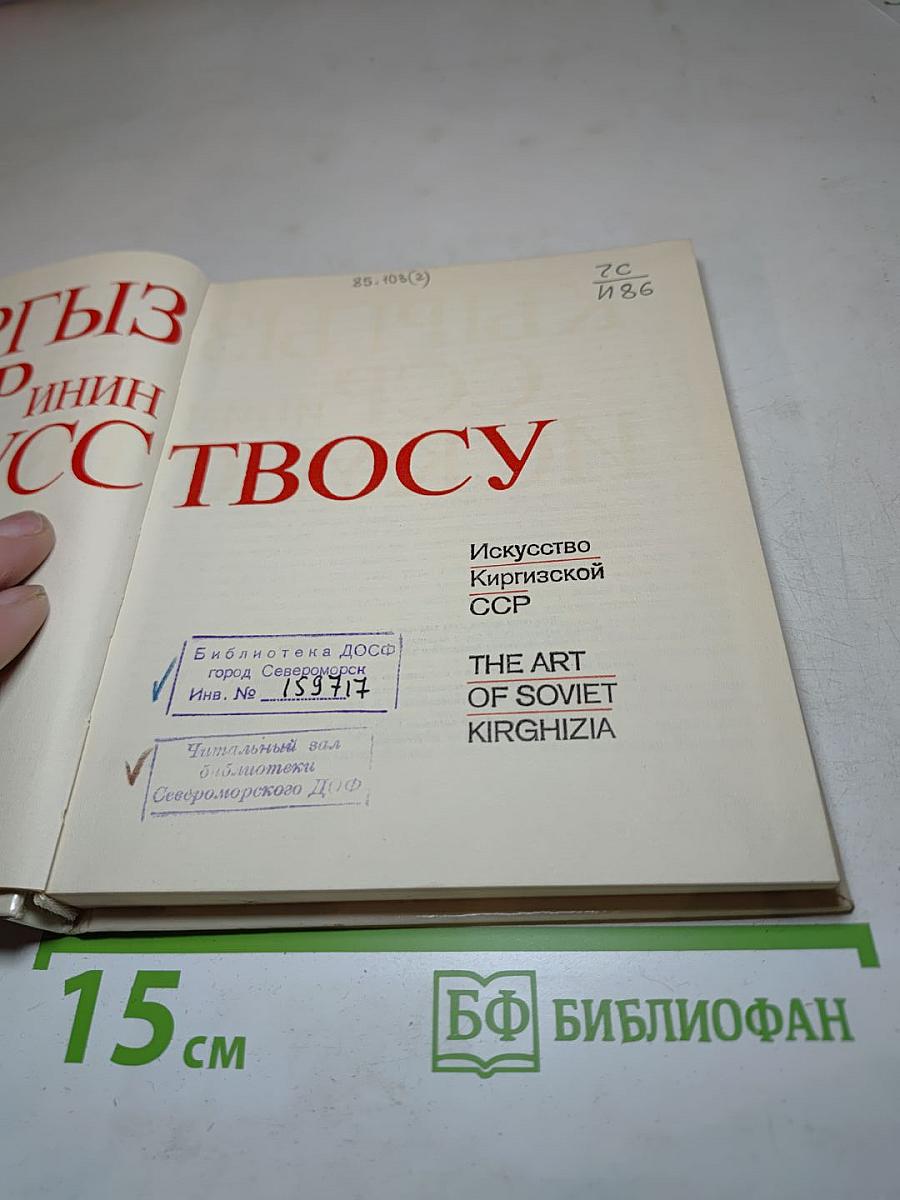 85.103(2)
7С
И86
РГЫЗ
Р ИНИН
УСС ТВОСУ
Искусство
Киргизской
ССР
THE ART
OF SOVIET
KIRGHIZIA
Библиотека ДОСФ
город Североморск
Инв. № 159717
Читальный зал
библиотеки
Североморского ДОФ
15 см
БФ БИБЛИОФАН